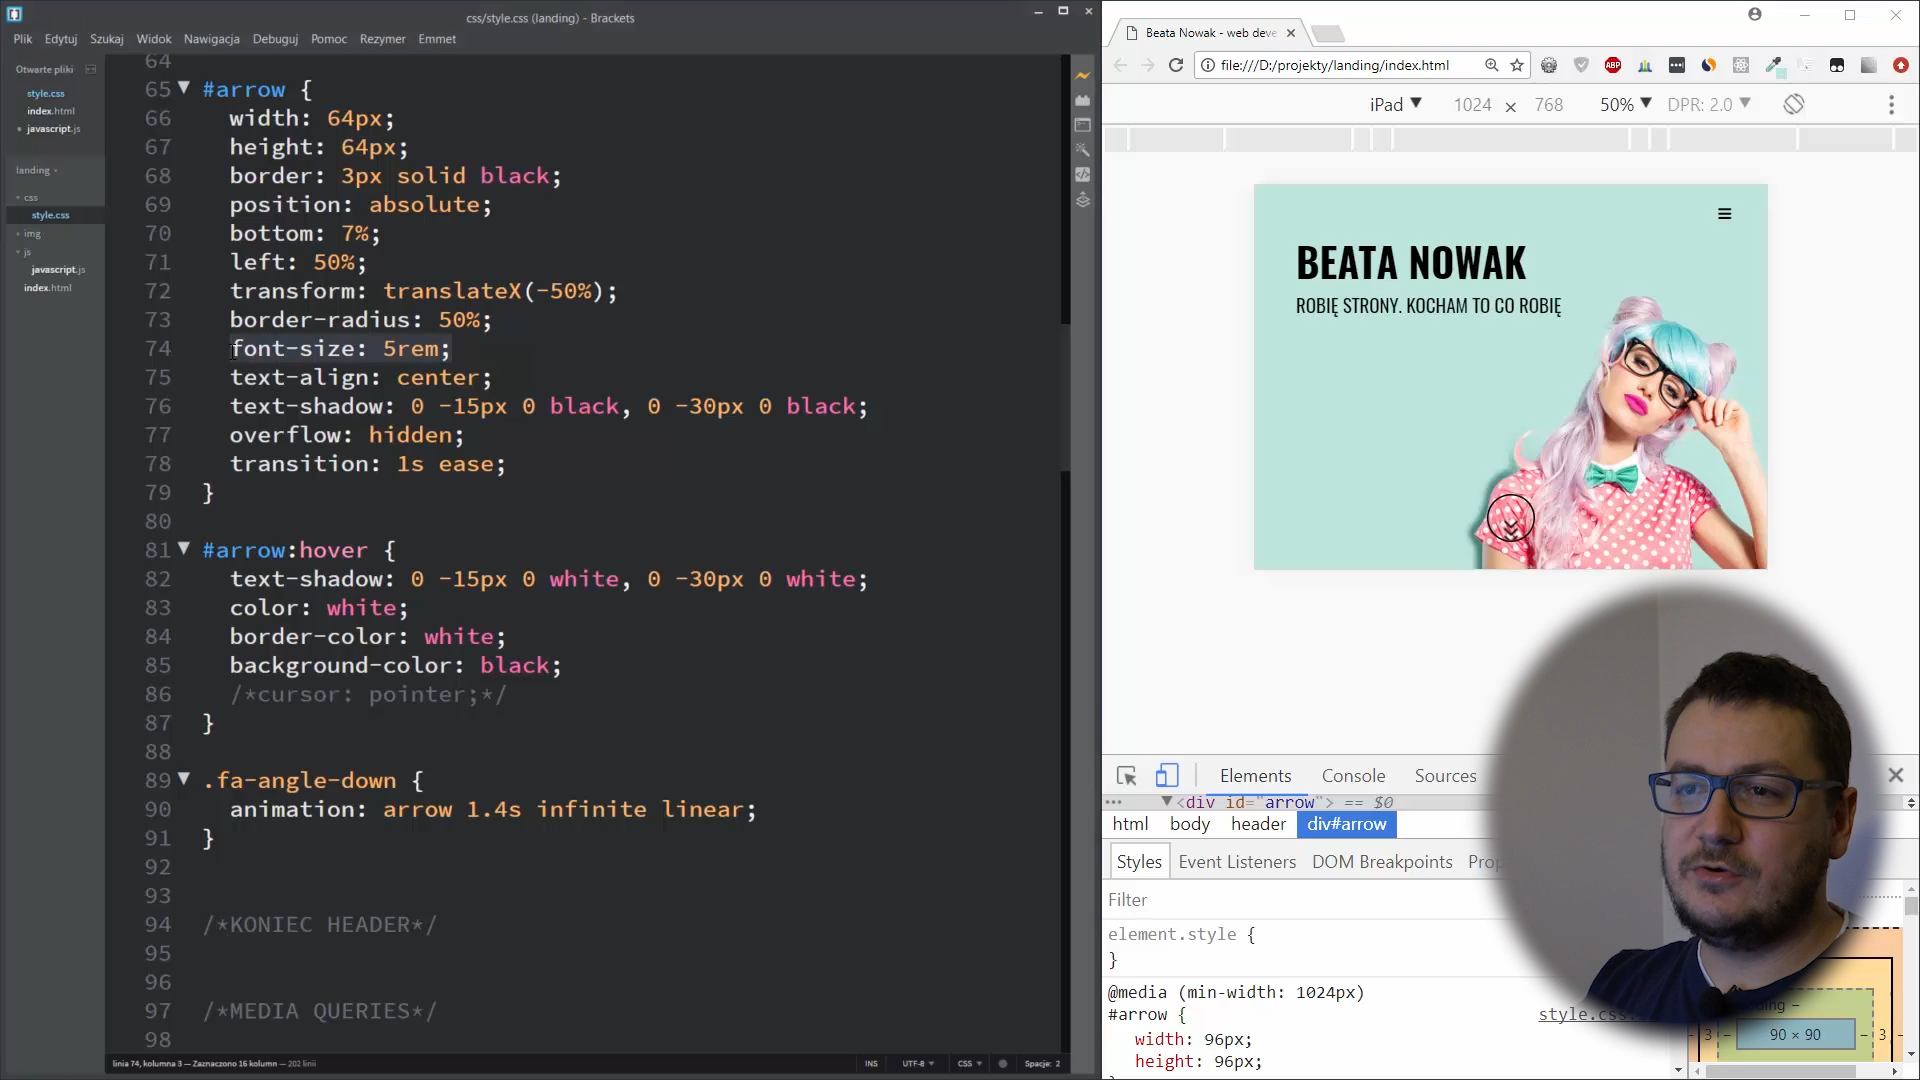 css/style.css (landing) - Brackets
Plik Edytuj Szukaj Widok Nawigacja Debuguj Pomoc Rezymer Emmet
Otwarte pliki
style.css
index.html
javascript.js
landing
css
style.css
img
js
javascript.js
index.html
64
65 #arrow {
66 width: 64px;
67 height: 64px;
68 border: 3px solid black;
69 position: absolute;
70 bottom: 7%;
71 left: 50%;
72 transform: translateX(-50%);
73 border-radius: 50%;
74 font-size: 5rem;
75 text-align: center;
76 text-shadow: 0 -15px 0 black, 0 -30px 0 black;
77 overflow: hidden;
78 transition: 1s ease;
79 }
80
81 #arrow:hover {
82 text-shadow: 0 -15px 0 white, 0 -30px 0 white;
83 color: white;
84 border-color: white;
85 background-color: black;
86 /*cursor: pointer;*/
87 }
88
89 .fa-angle-down {
90 animation: arrow 1.4s infinite linear;
91 }
92
93
94 /*KONIEC HEADER*/
95
96
97 /*MEDIA QUERIES*/
98
linia 74, kolumna 3 — Zaznaczono 16 kolumn — 202 linii
INS UTF-8 CSS Spacje: 2
Beata Nowak - web deve
file:///D:/projekty/landing/index.html
ABP
iPad 1024 × 768 50% DPR: 2.0
BEATA NOWAK
ROBIĘ STRONY. KOCHAM TO CO ROBIĘ
Elements Console Sources
<div id="arrow"> == $0
html body header div#arrow
Styles Event Listeners DOM Breakpoints Prop
Filter
element.style {
}
@media (min-width: 1024px)
#arrow { style.css:
width: 96px;
height: 96px;
3 – 90 × 90 – 3